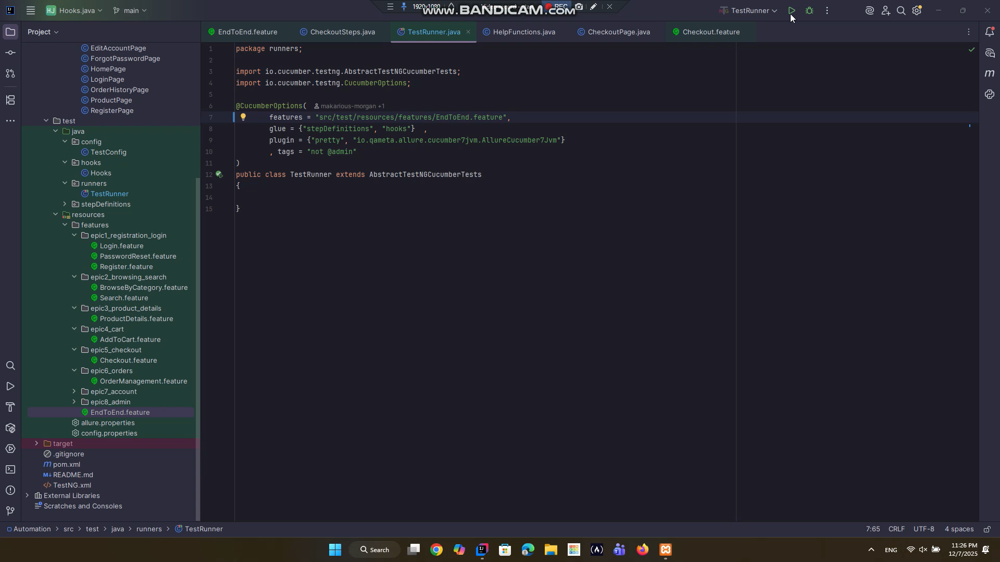 HJ Hooks.java
main
1920x1080
REC
www.BANDICAM.com
TestRunner
Project
EndToEnd.feature
CheckoutSteps.java
TestRunner.java
HelpFunctions.java
CheckoutPage.java
Checkout.feature
EditAccountPage
ForgotPasswordPage
HomePage
LoginPage
OrderHistoryPage
ProductPage
RegisterPage
test
java
config
TestConfig
hooks
Hooks
runners
TestRunner
stepDefinitions
resources
features
epic1_registration_login
Login.feature
PasswordReset.feature
Register.feature
epic2_browsing_search
BrowseByCategory.feature
Search.feature
epic3_product_details
ProductDetails.feature
epic4_cart
AddToCart.feature
epic5_checkout
Checkout.feature
epic6_orders
OrderManagement.feature
epic7_account
epic8_admin
EndToEnd.feature
allure.properties
config.properties
target
.gitignore
pom.xml
README.md
TestNG.xml
External Libraries
Scratches and Consoles
1 package runners;
2
3 import io.cucumber.testng.AbstractTestNGCucumberTests;
4 import io.cucumber.testng.CucumberOptions;
5
6 @CucumberOptions( makarious-morgan +1
7 features = "src/test/resources/features/EndToEnd.feature",
8 glue = {"stepDefinitions", "hooks"} ,
9 plugin = {"pretty", "io.qameta.allure.cucumber7jvm.AllureCucumber7Jvm"}
10 , tags = "not @admin"
11 )
12 public class TestRunner extends AbstractTestNGCucumberTests
13 {
14
15 }
Automation > src > test > java > runners > TestRunner
7:65 CRLF UTF-8 4 spaces
Search
ENG
11:26 PM
12/7/2025